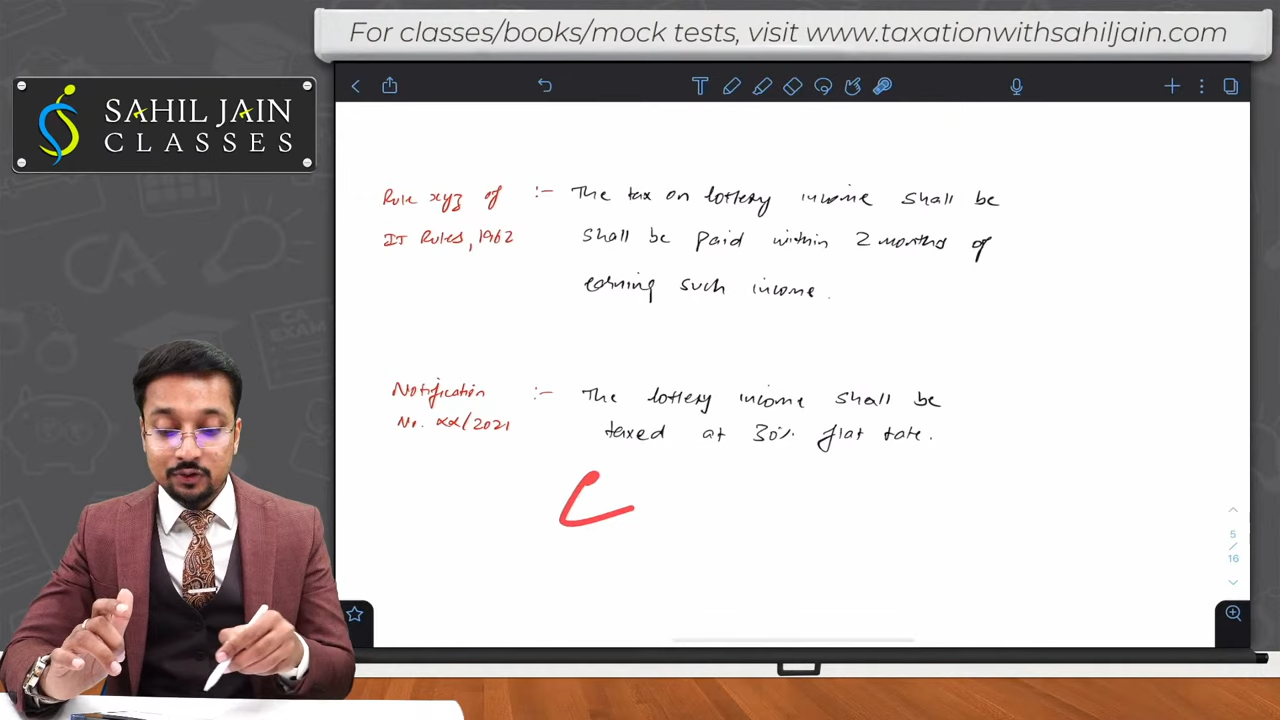 For classes/books/mock tests, visit www.taxationwithsahiljain.com
SAHIL JAIN
CLASSES
T
Rule xyz of :- The tax on lottery income shall be
IT Rules, 1962 shall be paid within 2 months of
earning such income.
Notification :- The lottery income shall be
No. xx/2021 taxed at 30% flat rate.
5
/
16